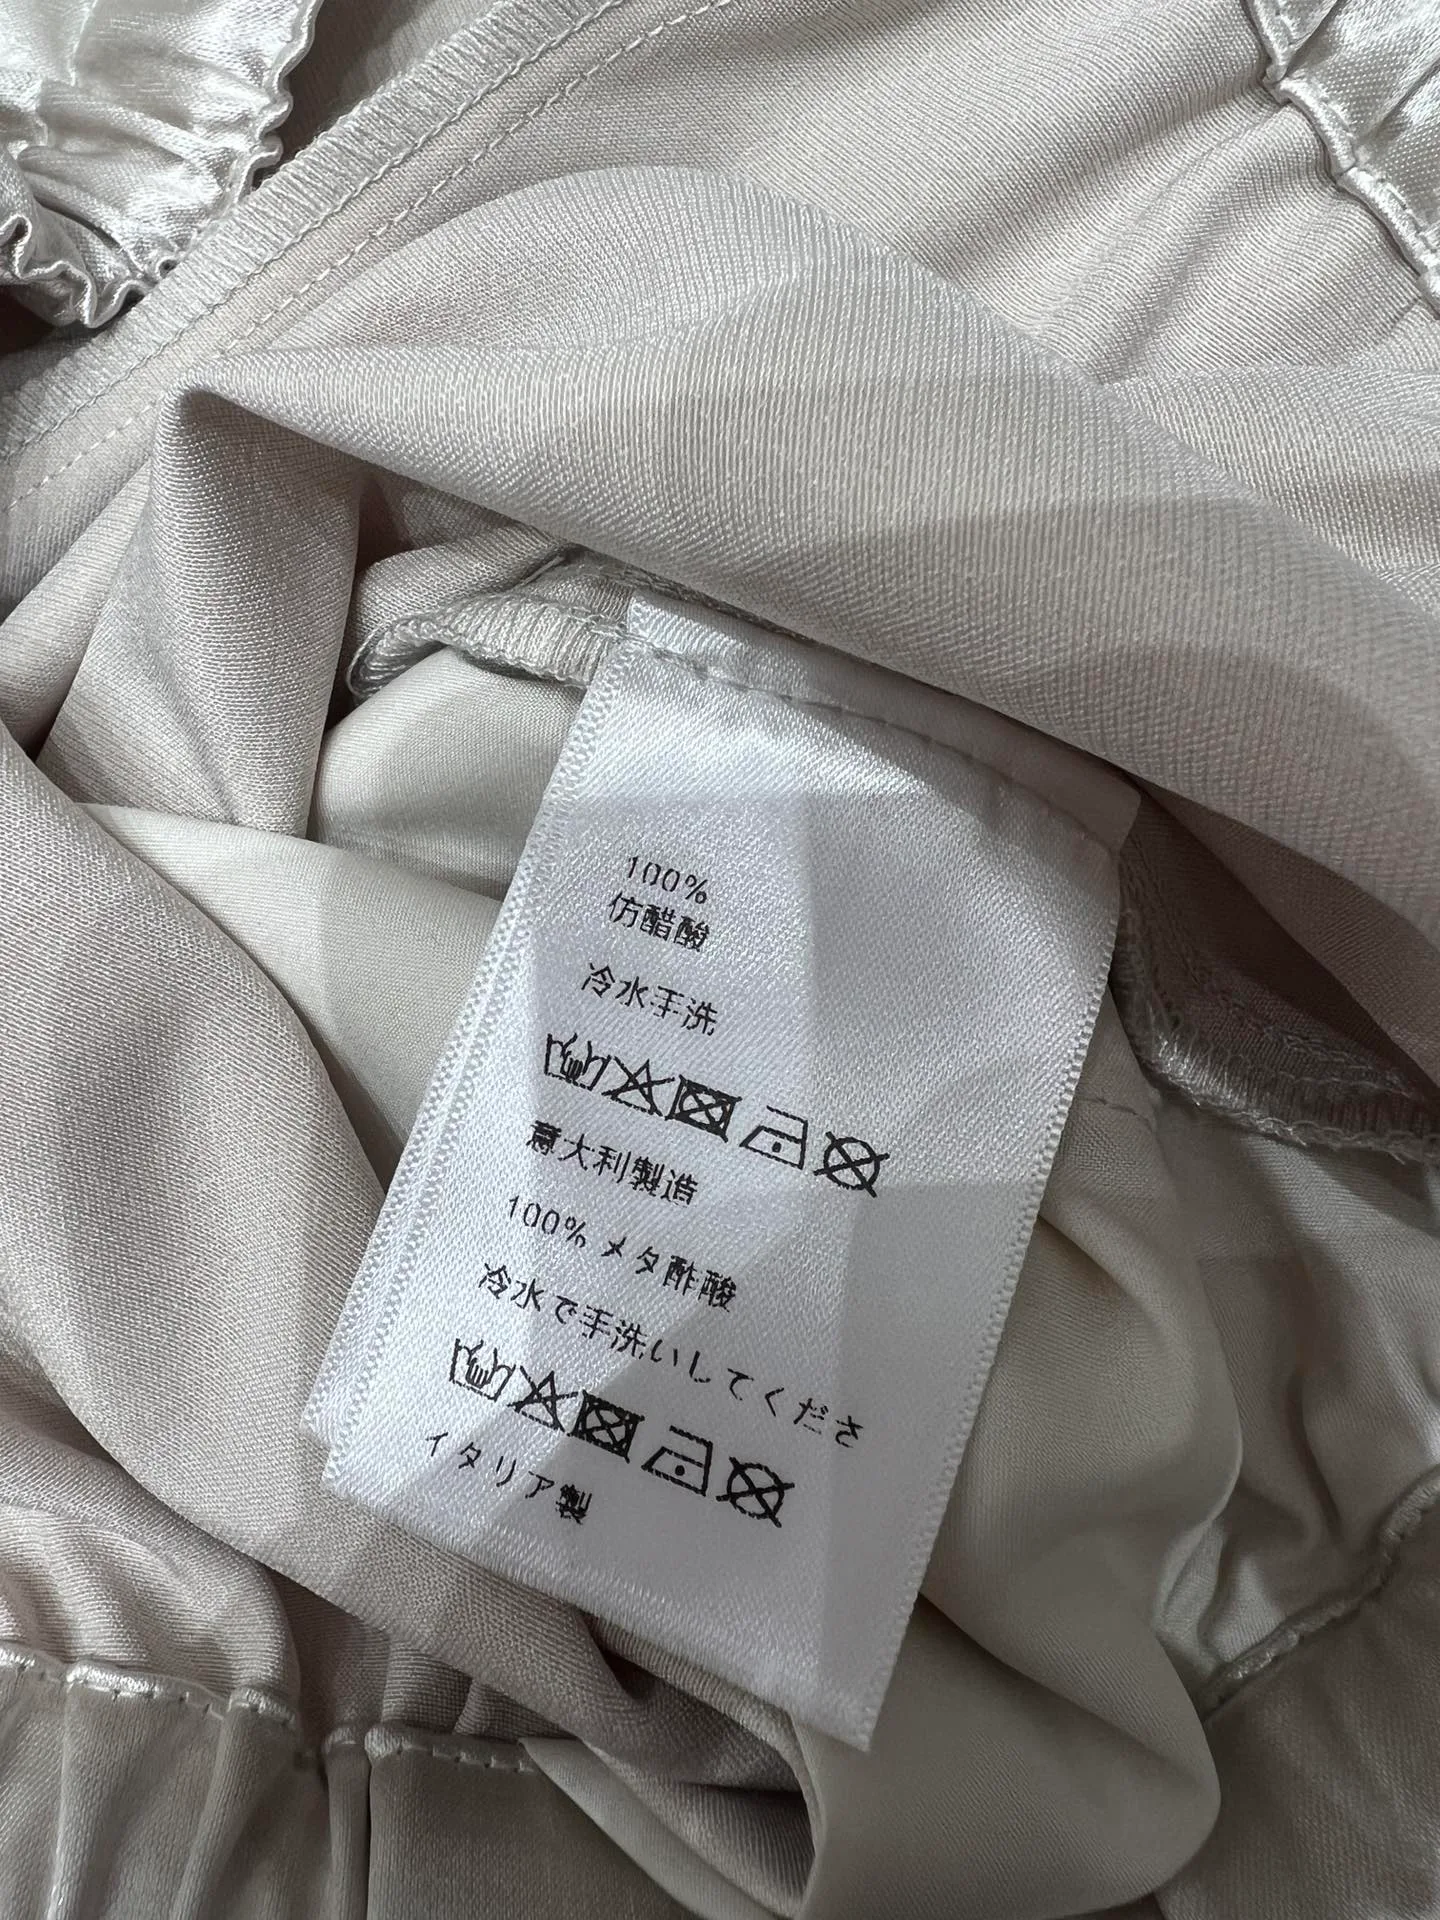 100%
仿醋酸
冷水手洗
意大利製造
100% メタ酢酸
冷水で手洗いしてくださ
イタリア製